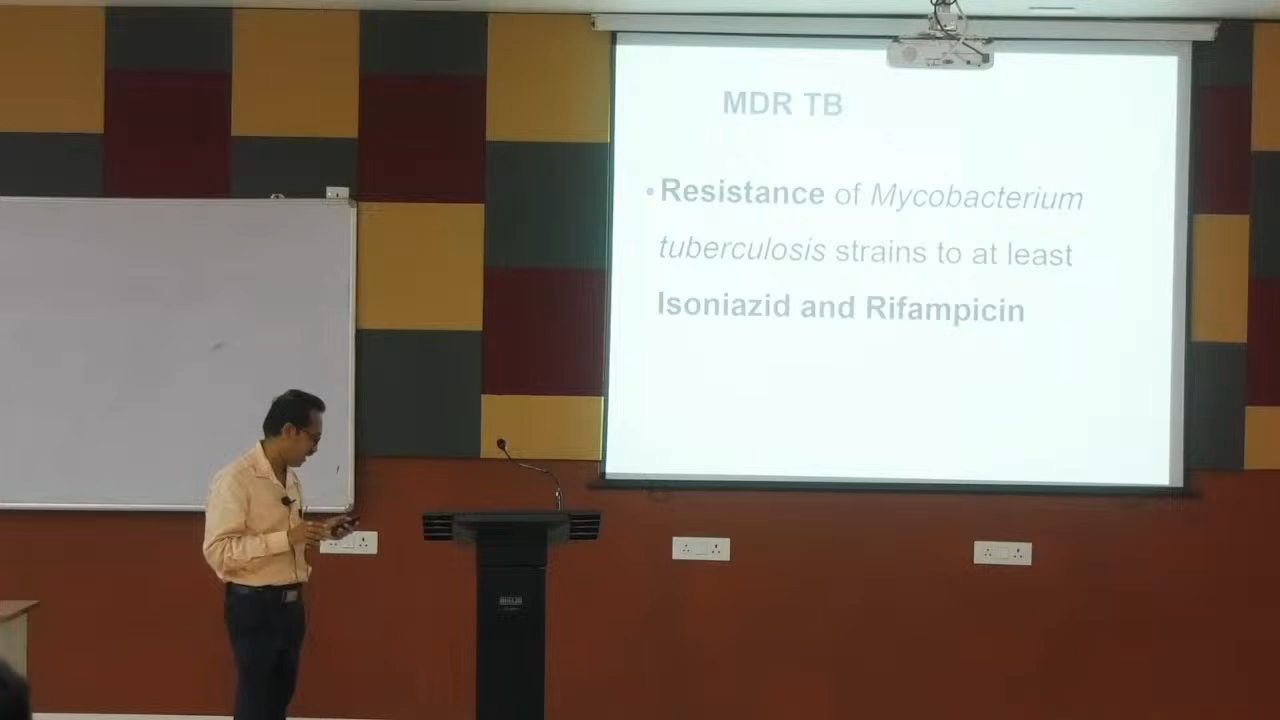 MDR TB
• Resistance of Mycobacterium
tuberculosis strains to at least
Isoniazid and Rifampicin